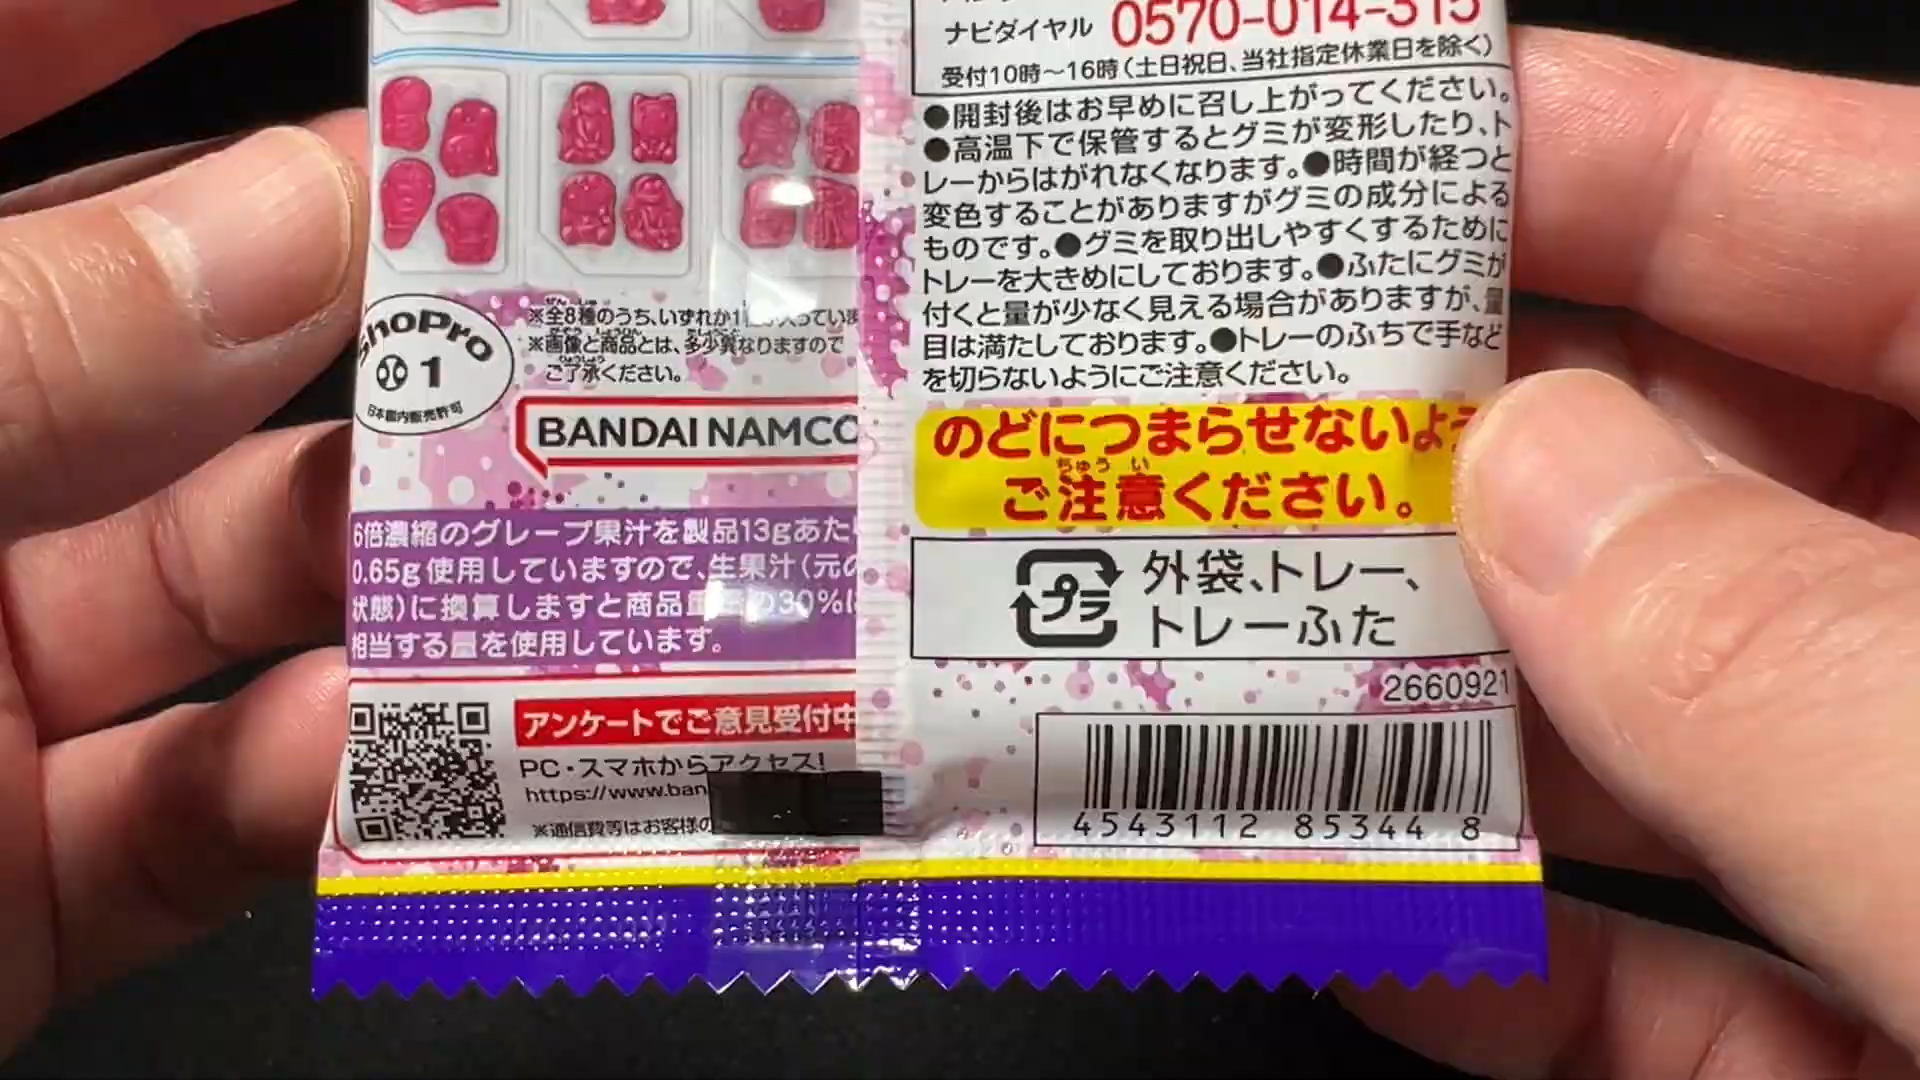 ShoPro
1
日本国内販売許可
※全8種のうち、いずれか1
※画像と商品とは、多少異なりますので
ご了承ください。
BANDAI NAMCO
6倍濃縮のグレープ果汁を製品13gあたり
0.65g使用していますので、生果汁(元の
状態)に換算しますと商品重量の30%に
相当する量を使用しています。
アンケートでご意見受付中
PC・スマホからアクセス!
https://www.ban
※通信費等はお客様の
ナビダイヤル 0570-014-315
受付10時～16時(土日祝日、当社指定休業日を除く)
●開封後はお早めに召し上がってください。
●高温下で保管するとグミが変形したり、ト
レーからはがれなくなります。●時間が経つと
変色することがありますがグミの成分による
ものです。●グミを取り出しやすくするために
トレーを大きめにしております。●ふたにグミが
付くと量が少なく見える場合がありますが、量
目は満たしております。●トレーのふちで手など
を切らないようにご注意ください。
のどにつまらせないよう
ちゅう い
ご注意ください。
プラ
外袋、トレー、
トレーふた
2660921
4543112 85344 8